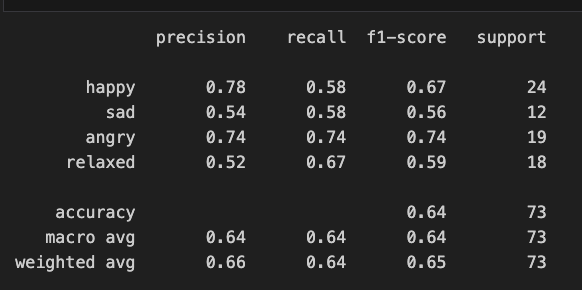 precision recall f1-score support
happy 0.78 0.58 0.67 24
sad 0.54 0.58 0.56 12
angry 0.74 0.74 0.74 19
relaxed 0.52 0.67 0.59 18
accuracy 0.64 73
macro avg 0.64 0.64 0.64 73
weighted avg 0.66 0.64 0.65 73